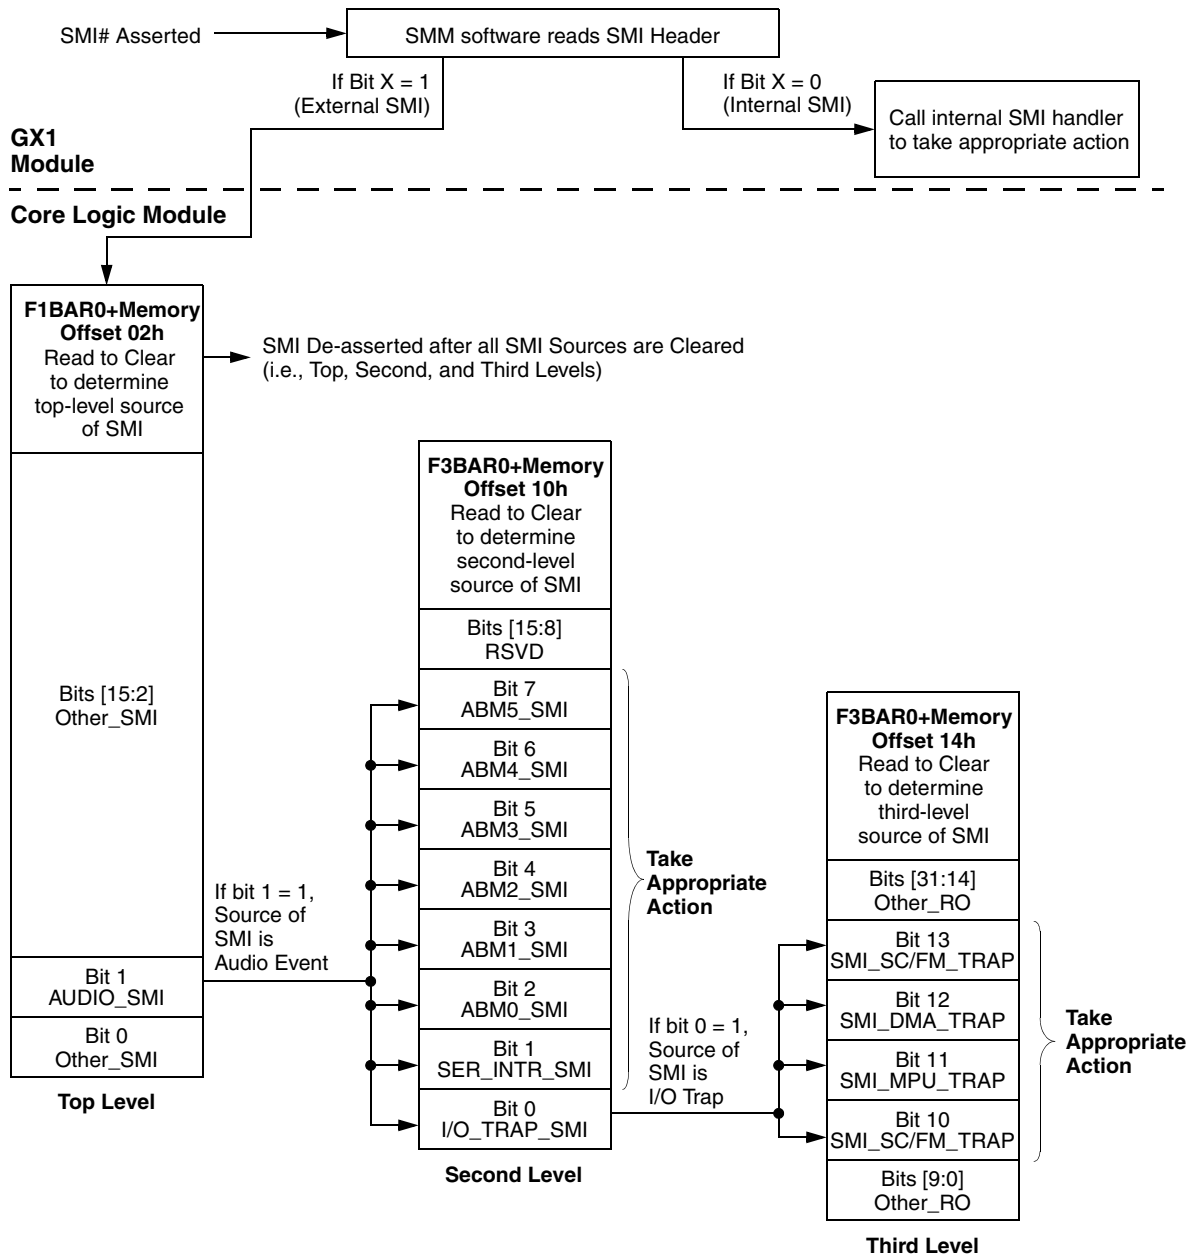 SMI# Asserted
SMM software reads SMI Header
If Bit X = 1
(External SMI)
If Bit X = 0
(Internal SMI)
Call internal SMI handler
to take appropriate action
GX1
Module
Core Logic Module
F1BAR0+Memory
Offset 02h
Read to Clear
to determine
top-level source
of SMI
SMI De-asserted after all SMI Sources are Cleared
(i.e., Top, Second, and Third Levels)
Bits [15:2]
Other_SMI
Bit 1
AUDIO_SMI
Bit 0
Other_SMI
Top Level
If bit 1 = 1,
Source of
SMI is
Audio Event
F3BAR0+Memory
Offset 10h
Read to Clear
to determine
second-level
source of SMI
Bits [15:8]
RSVD
Bit 7
ABM5_SMI
Bit 6
ABM4_SMI
Bit 5
ABM3_SMI
Bit 4
ABM2_SMI
Bit 3
ABM1_SMI
Bit 2
ABM0_SMI
Bit 1
SER_INTR_SMI
Bit 0
I/O_TRAP_SMI
Second Level
Take
Appropriate
Action
If bit 0 = 1,
Source of
SMI is
I/O Trap
F3BAR0+Memory
Offset 14h
Read to Clear
to determine
third-level
source of SMI
Bits [31:14]
Other_RO
Bit 13
SMI_SC/FM_TRAP
Bit 12
SMI_DMA_TRAP
Bit 11
SMI_MPU_TRAP
Bit 10
SMI_SC/FM_TRAP
Bits [9:0]
Other_RO
Third Level
Take
Appropriate
Action